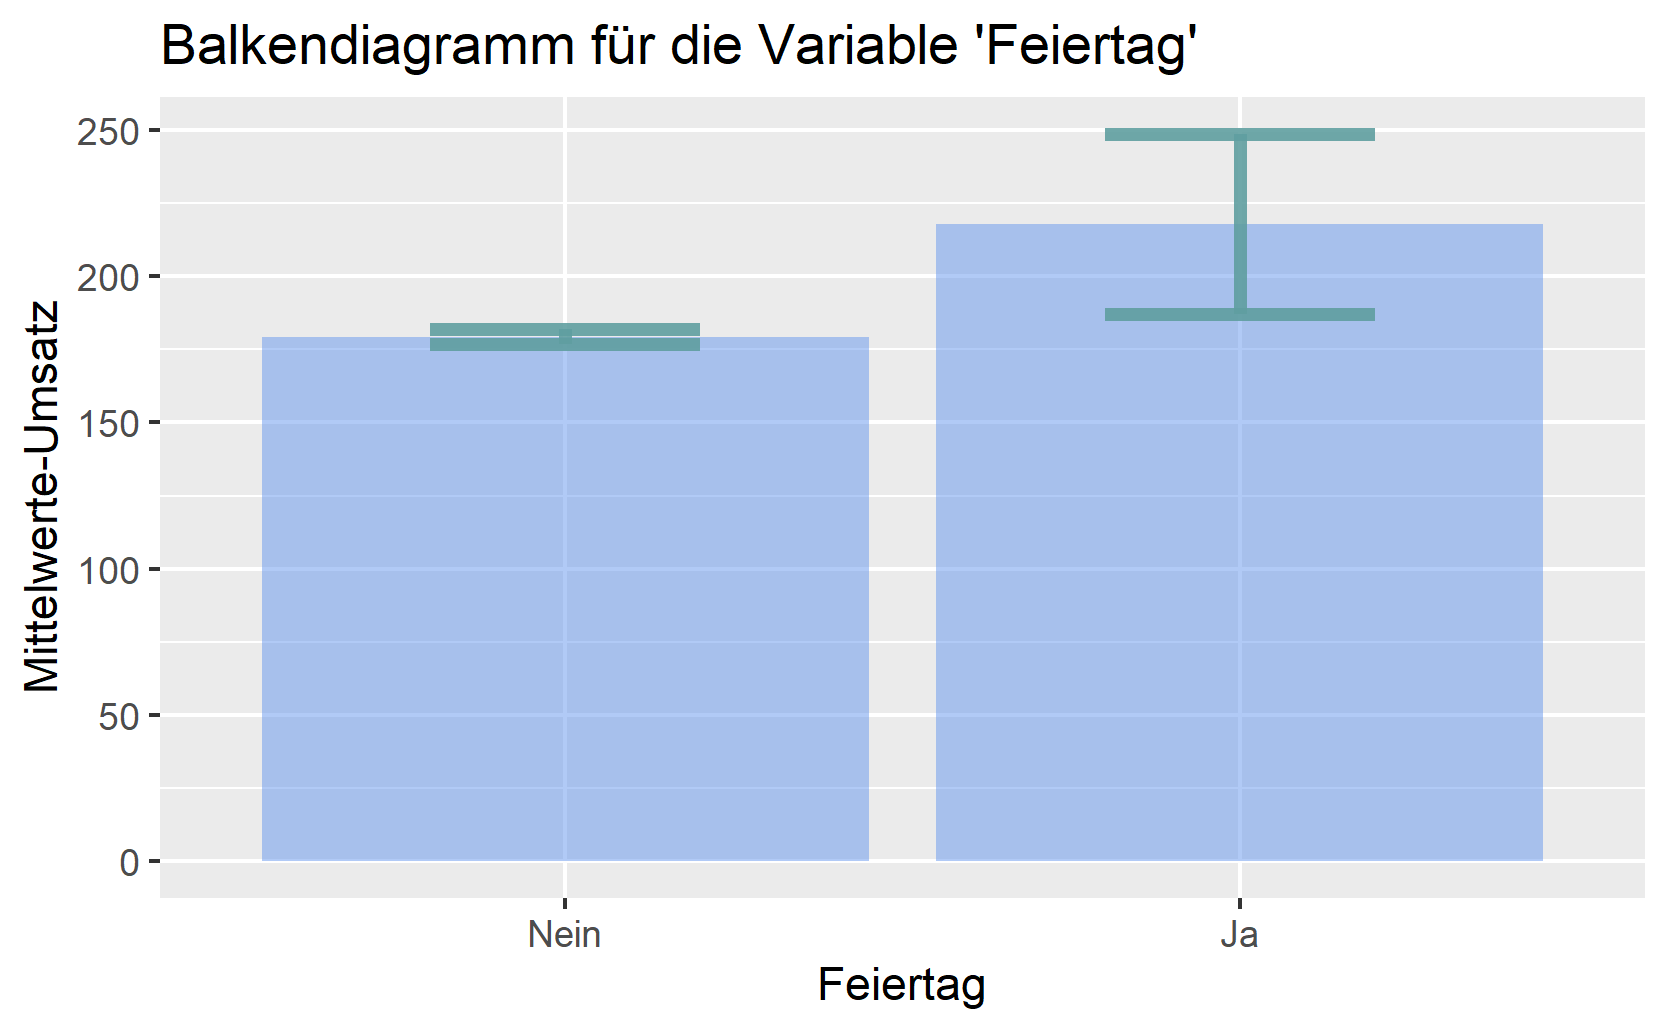 Balkendiagramm für die Variable 'Feiertag'
Mittelwerte-Umsatz
250
200
150
100
50
0
Nein
Ja
Feiertag